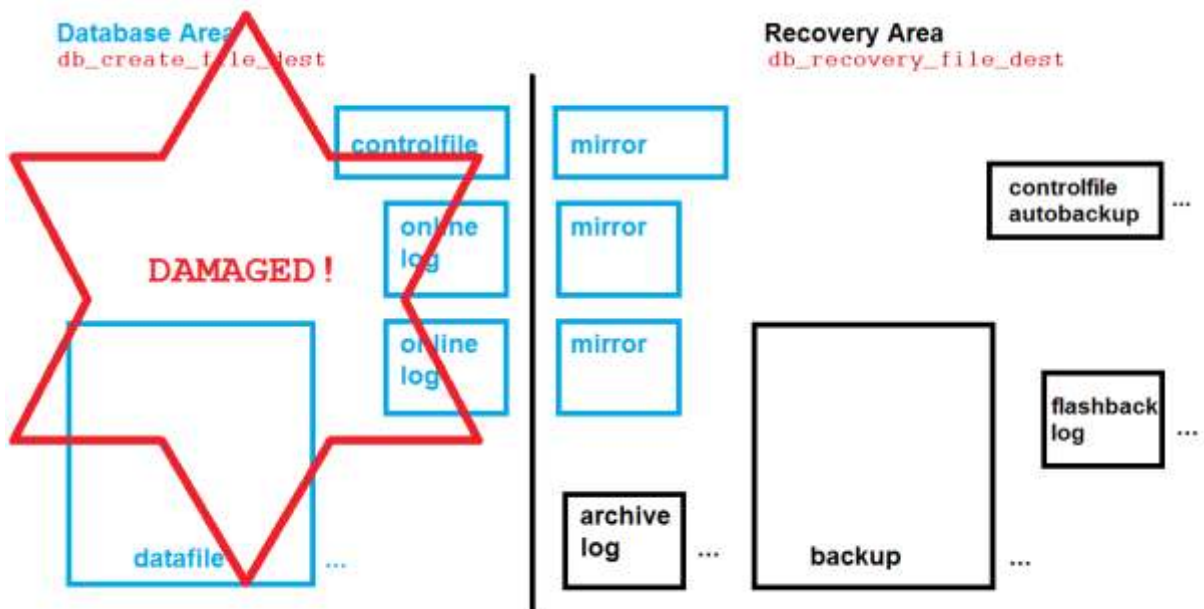 Database Area
db_create_file_dest
Recovery Area
db_recovery_file_dest
controlfile
mirror
controlfile
autobackup
...
online
log
mirror
DAMAGED!
online
log
mirror
flashback
log
...
archive
log
...
datafile
...
backup
...